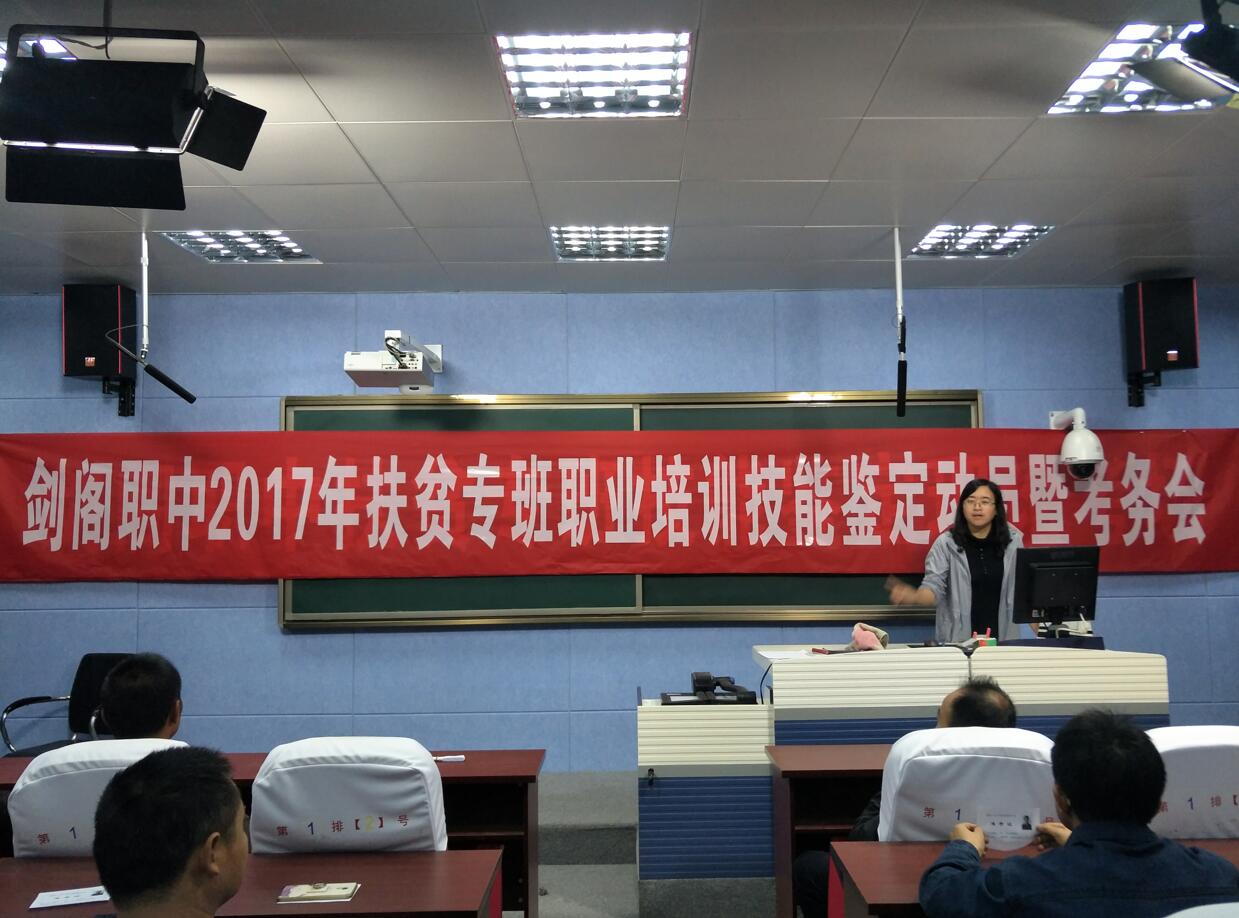 剑阁职中2017年扶贫专班职业培训技能鉴定动员暨考务会
第 1
第 1 排【2】号
第 1 号
第 1 排【